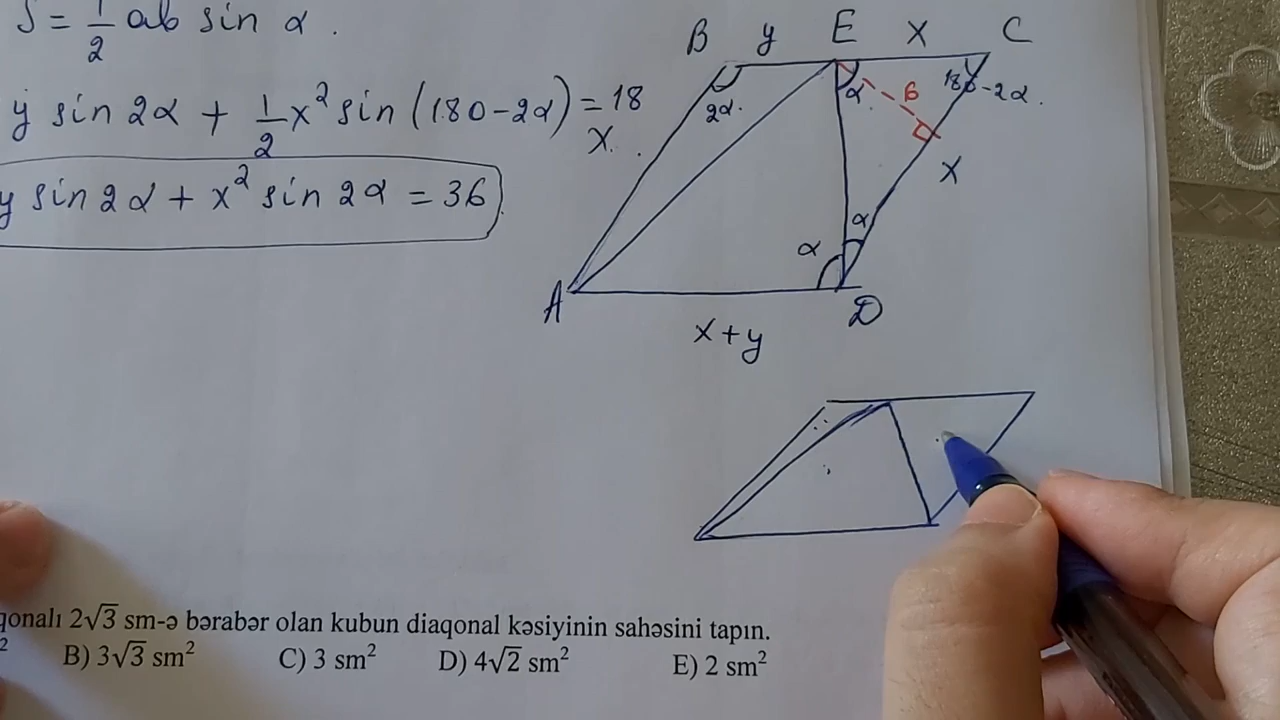 S = 1/2 ab sin α .
y sin 2α + 1/2 x² sin (180-2α) = 18
y sin 2α + x² sin 2α = 36
B y E x C
2α. α. 6 180-2α.
x. x
α α
A D
x+y
qonalı 2√3 sm-ə bərabər olan kubun diaqonal kəsiyinin sahəsini tapın.
2 B) 3√3 sm² C) 3 sm² D) 4√2 sm² E) 2 sm²